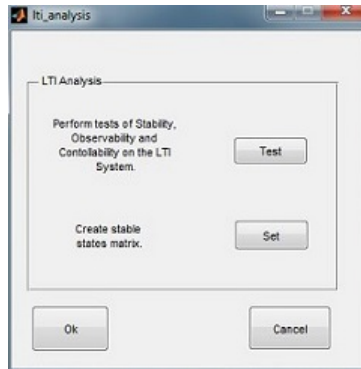 lti_analysis
LTI Analysis
Perform tests of Stability,
Observability and
Contollability on the LTI
System.
Test
Create stable
states matrix.
Set
Ok
Cancel